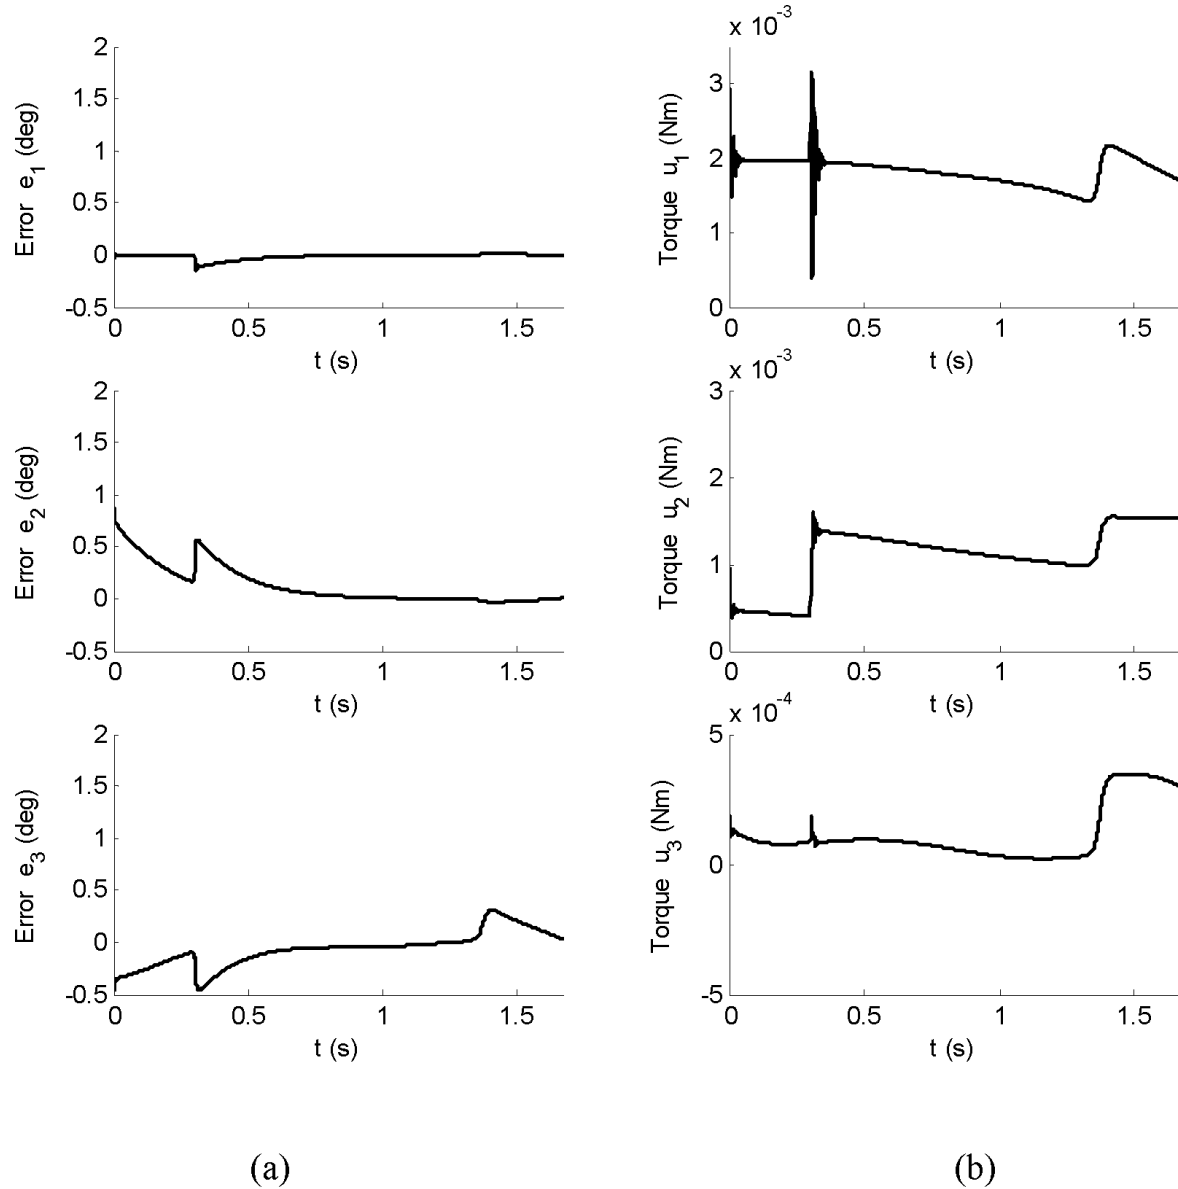 2
1.5
1
0.5
0
-0.5
Error e1 (deg)
0 0.5 1 1.5
t (s)
x 10-3
3
2
1
0
Torque u1 (Nm)
0 0.5 1 1.5
t (s)
2
1.5
1
0.5
0
-0.5
Error e2 (deg)
0 0.5 1 1.5
t (s)
x 10-3
3
2
1
0
Torque u2 (Nm)
0 0.5 1 1.5
t (s)
2
1.5
1
0.5
0
-0.5
Error e3 (deg)
0 0.5 1 1.5
t (s)
x 10-4
5
0
-5
Torque u3 (Nm)
0 0.5 1 1.5
t (s)
(a)
(b)